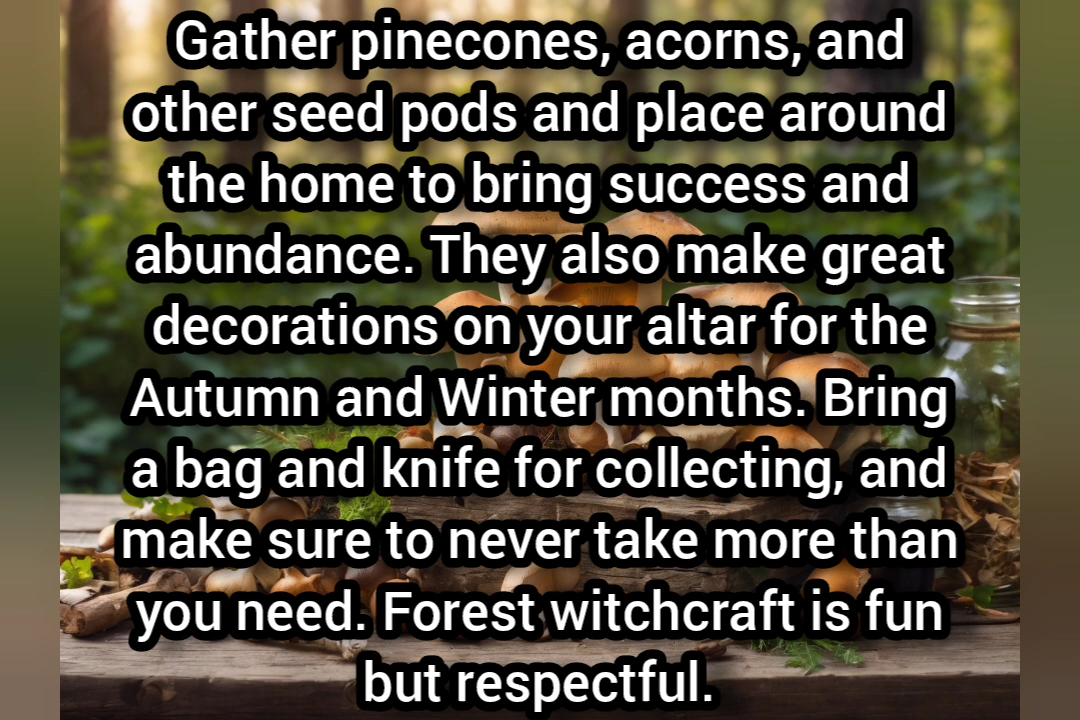 Gather pinecones, acorns, and
other seed pods and place around
the home to bring success and
abundance. They also make great
decorations on your altar for the
Autumn and Winter months. Bring
a bag and knife for collecting, and
make sure to never take more than
you need. Forest witchcraft is fun
but respectful.